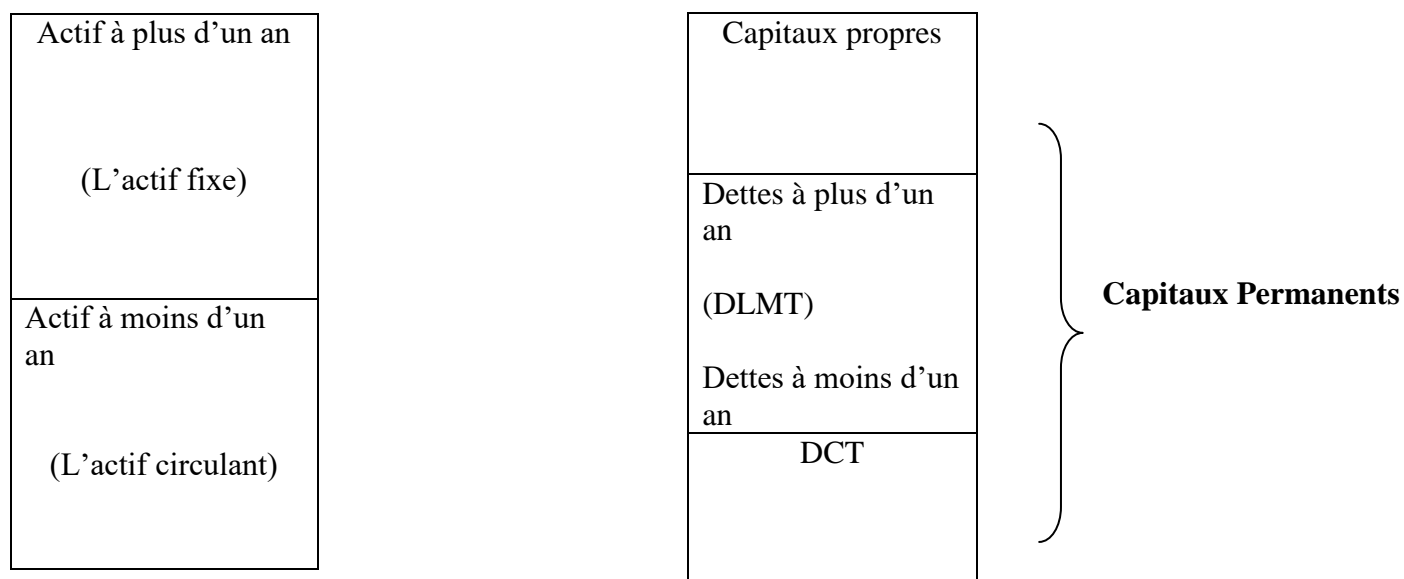 Actif à plus d’un an
(L’actif fixe)
Actif à moins d’un
an
(L’actif circulant)
Capitaux propres
Dettes à plus d’un
an
(DLMT)
Dettes à moins d’un
an
DCT
Capitaux Permanents